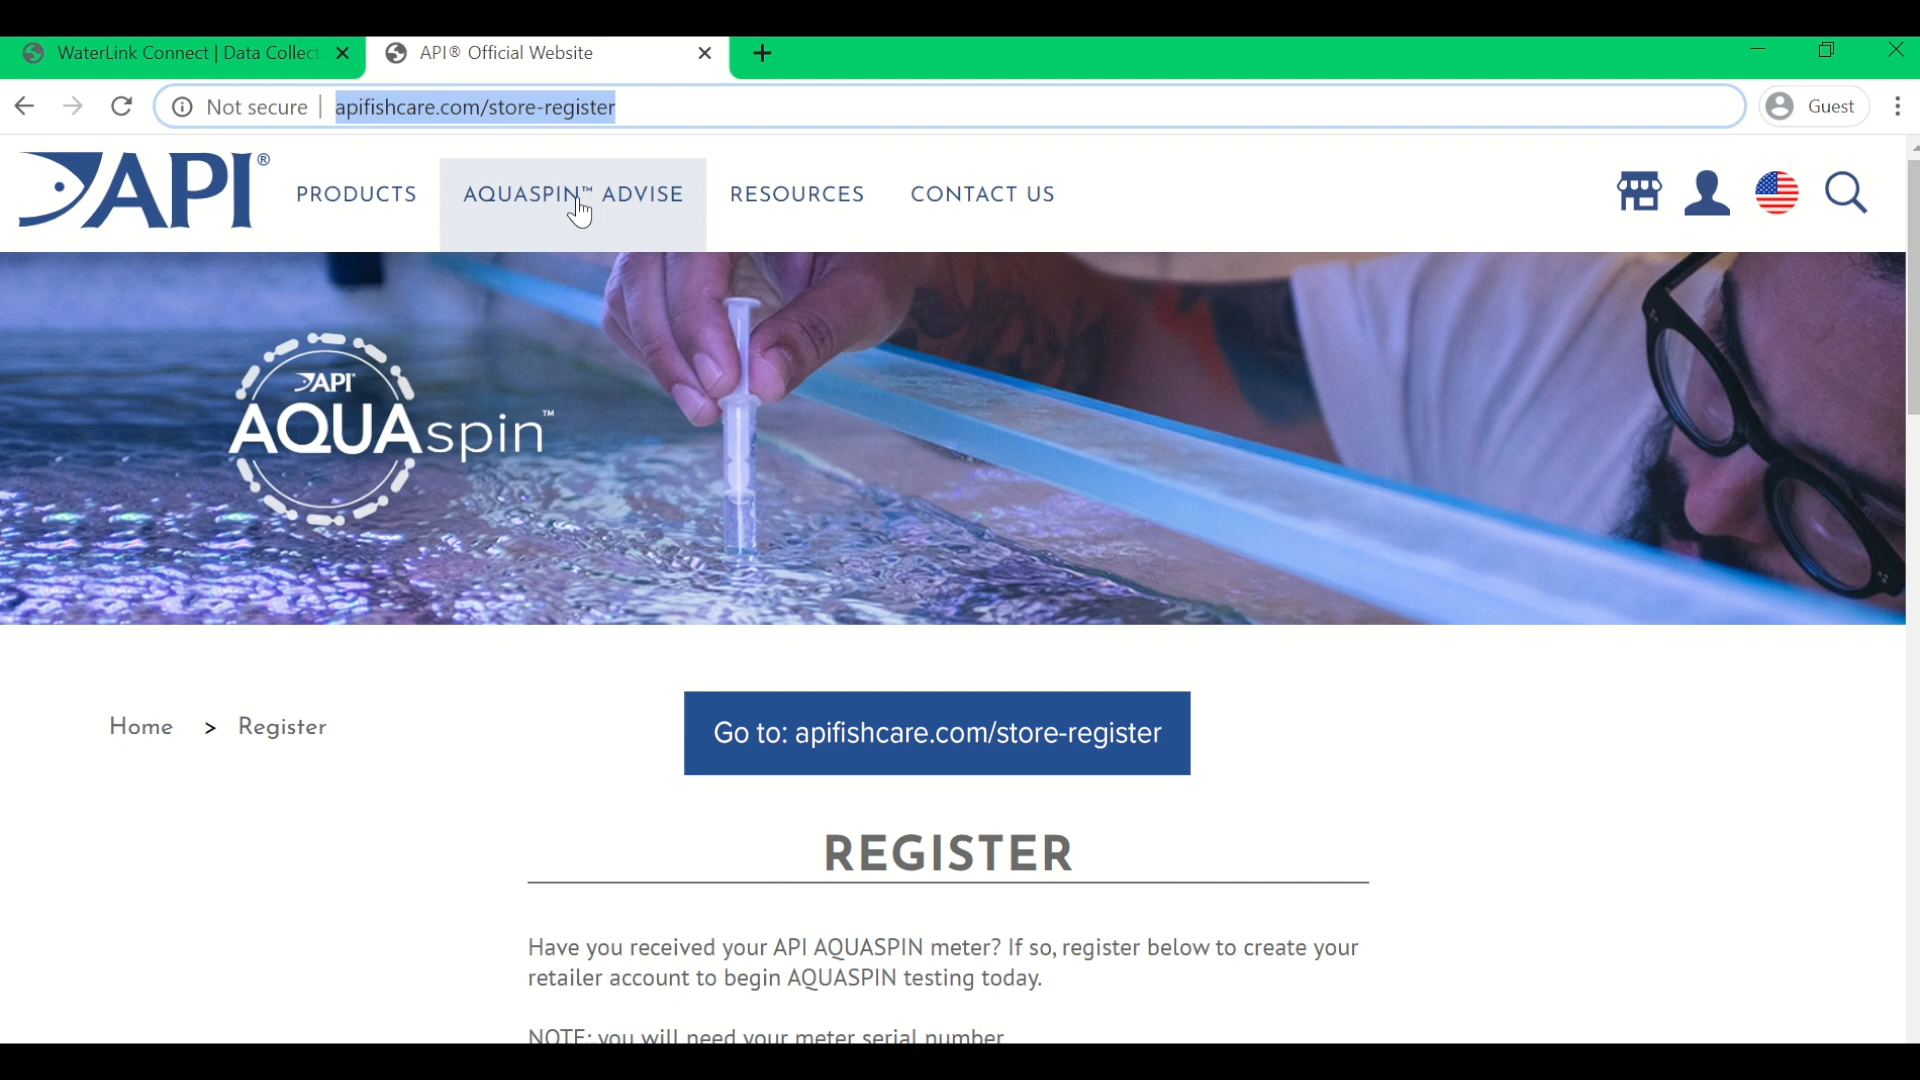 WaterLink Connect | Data Collect
API® Official Website
Not secure | apifishcare.com/store-register
Guest
API®
PRODUCTS
AQUASPIN™ ADVISE
RESOURCES
CONTACT US
API
AQUAspin™
Home > Register
Go to: apifishcare.com/store-register
REGISTER
Have you received your API AQUASPIN meter? If so, register below to create your
retailer account to begin AQUASPIN testing today.
NOTE: you will need your meter serial number